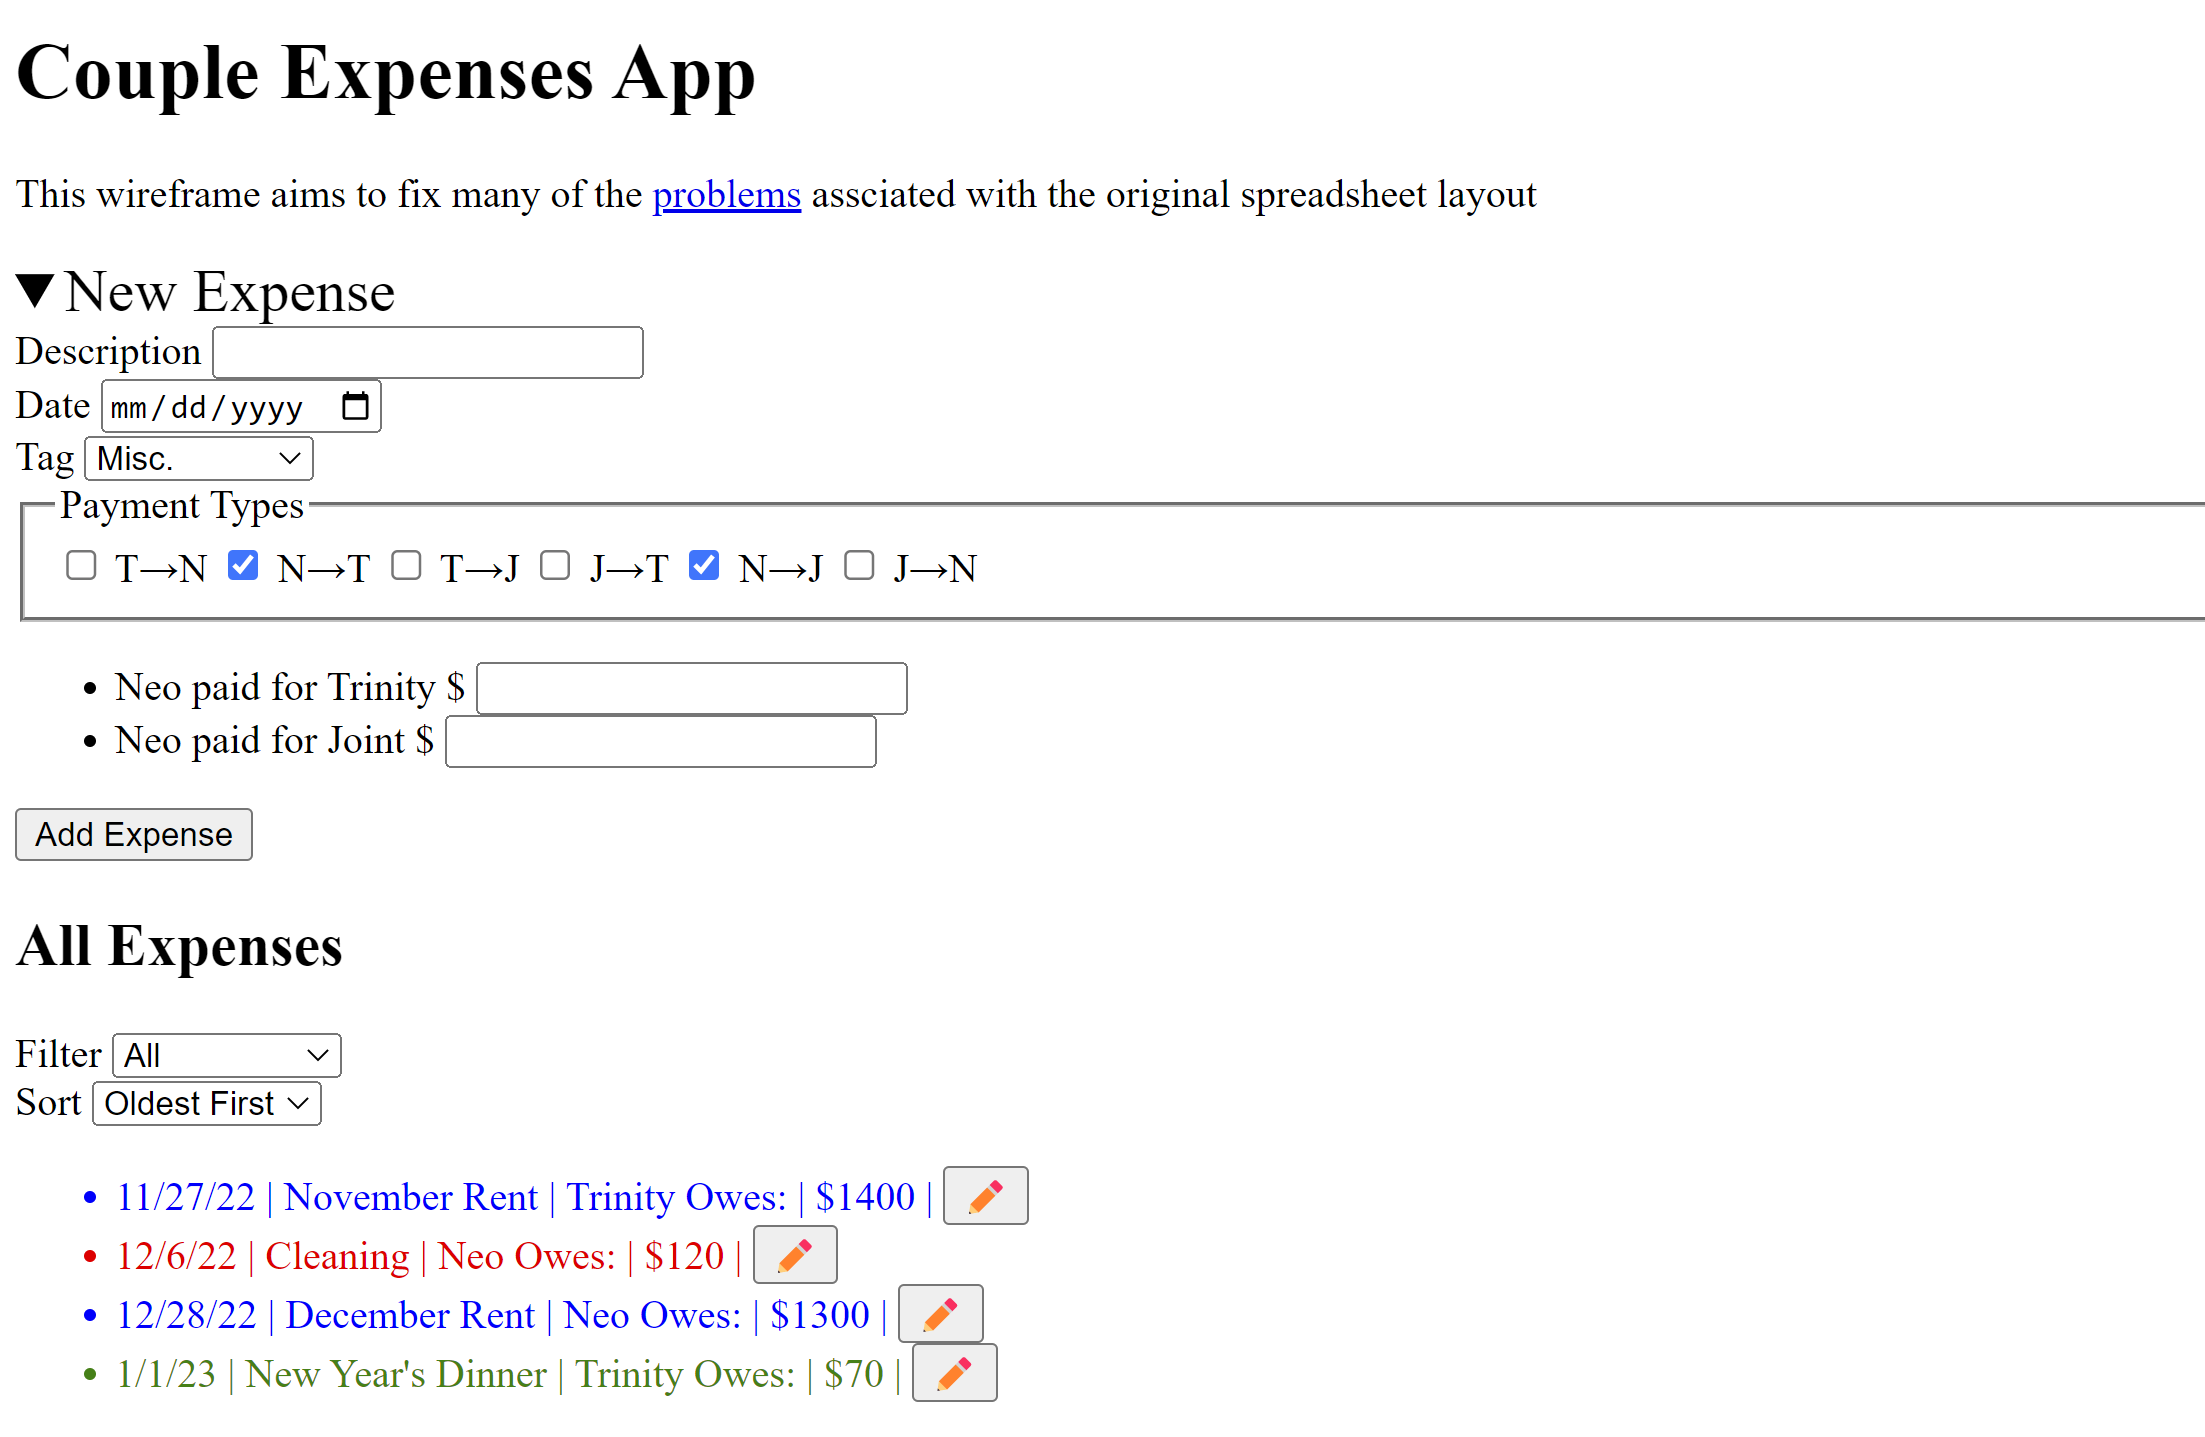 Couple Expenses App
This wireframe aims to fix many of the problems assciated with the original spreadsheet layout
New Expense
Description
Date mm/dd/yyyy
Tag Misc.
Payment Types
T→N N→T T→J J→T N→J J→N
Neo paid for Trinity $
Neo paid for Joint $
Add Expense
All Expenses
Filter All
Sort Oldest First
11/27/22 | November Rent | Trinity Owes: | $1400 |
12/6/22 | Cleaning | Neo Owes: | $120 |
12/28/22 | December Rent | Neo Owes: | $1300 |
1/1/23 | New Year's Dinner | Trinity Owes: | $70 |